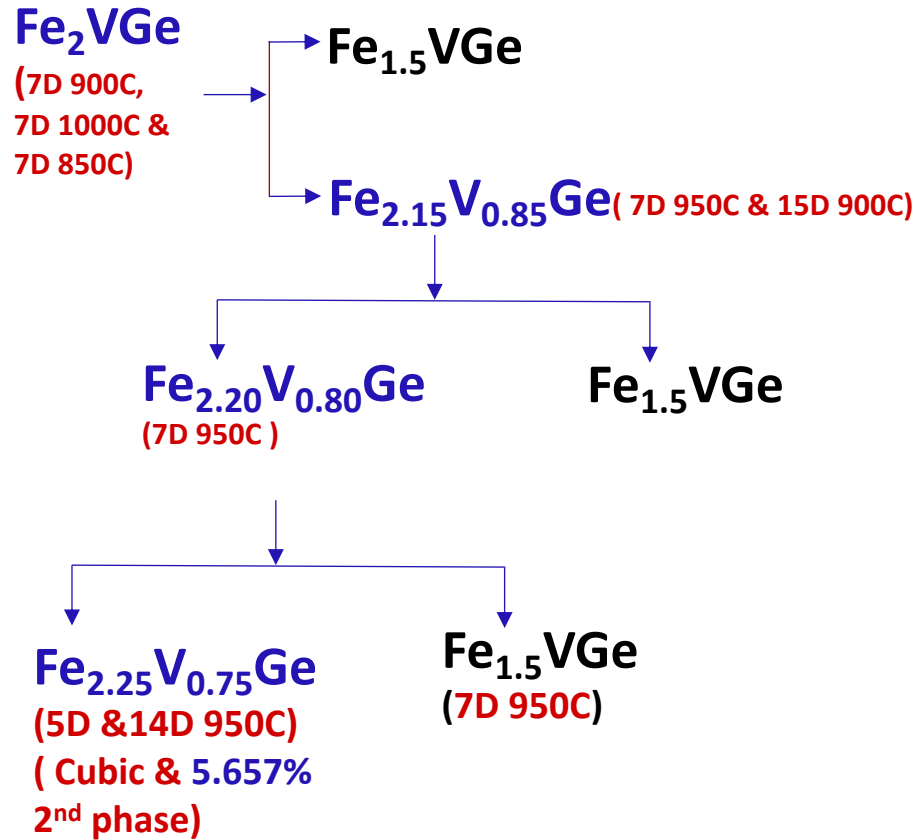 Fe₂VGe
(7D 900C,
7D 1000C &
7D 850C)
Fe₁.₅VGe
Fe₂.₁₅V₀.₈₅Ge( 7D 950C & 15D 900C)
Fe₂.₂₀V₀.₈₀Ge
(7D 950C )
Fe₁.₅VGe
Fe₂.₂₅V₀.₇₅Ge
(5D &14D 950C)
( Cubic & 5.657%
2ⁿᵈ phase)
Fe₁.₅VGe
(7D 950C)